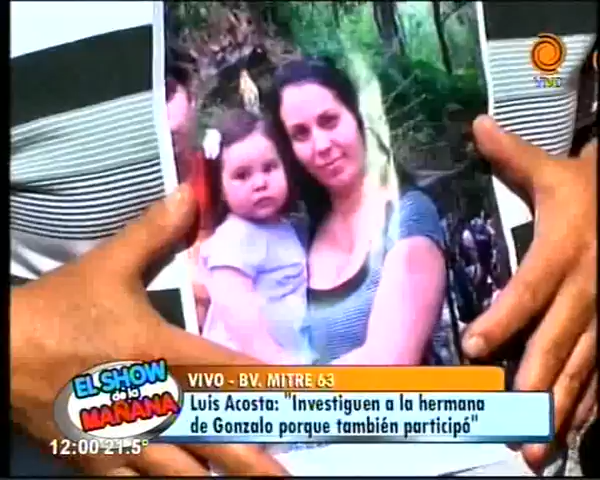 VIVO
EL SHOW
de la
MAÑANA
VIVO - BV. MITRE 63
Luis Acosta: "Investiguen a la hermana
de Gonzalo porque también participó"
12:00 21.5°